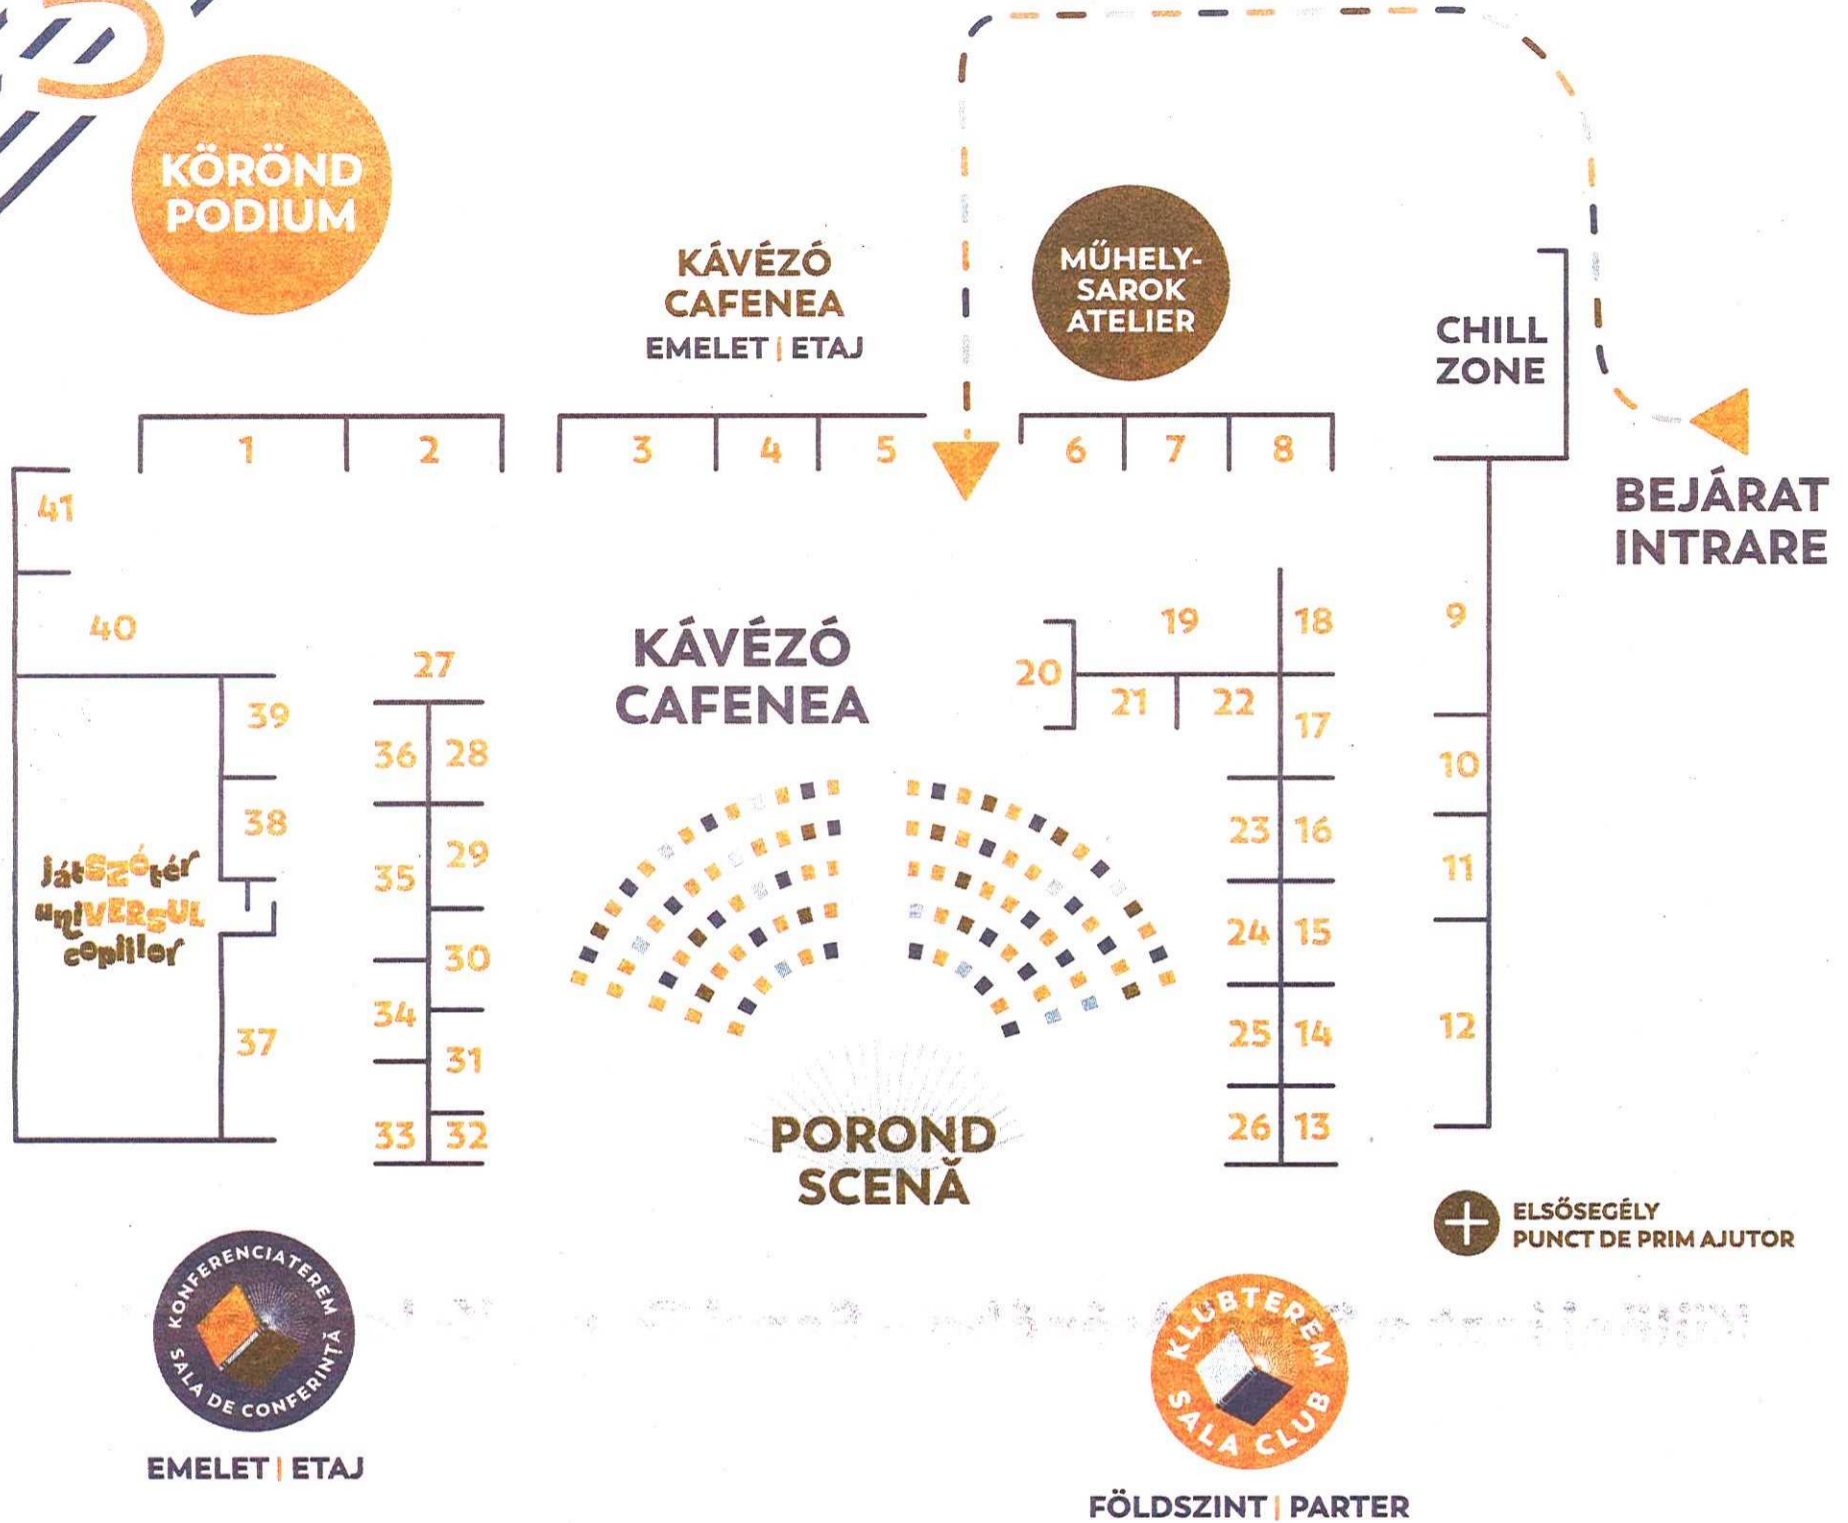 KÖRÖND
PODIUM
KÁVÉZÓ
CAFENEA
EMELET | ETAJ
MŰHELY-
SAROK
ATELIER
CHILL
ZONE
BEJÁRAT
INTRARE
1
2
3
4
5
6
7
8
41
40
39
38
37
játszótér
uniVERSUL
copiilor
27
36
28
35
29
30
34
31
33
32
KÁVÉZÓ
CAFENEA
19
18
20
21
22
17
23
16
24
15
25
14
26
13
9
10
11
12
POROND
SCENĂ
ELSŐSEGÉLY
PUNCT DE PRIM AJUTOR
KONFERENCIATEREM
SALA DE CONFERINȚĂ
EMELET | ETAJ
KLUBTEREM
SALA CLUB
FÖLDSZINT | PARTER